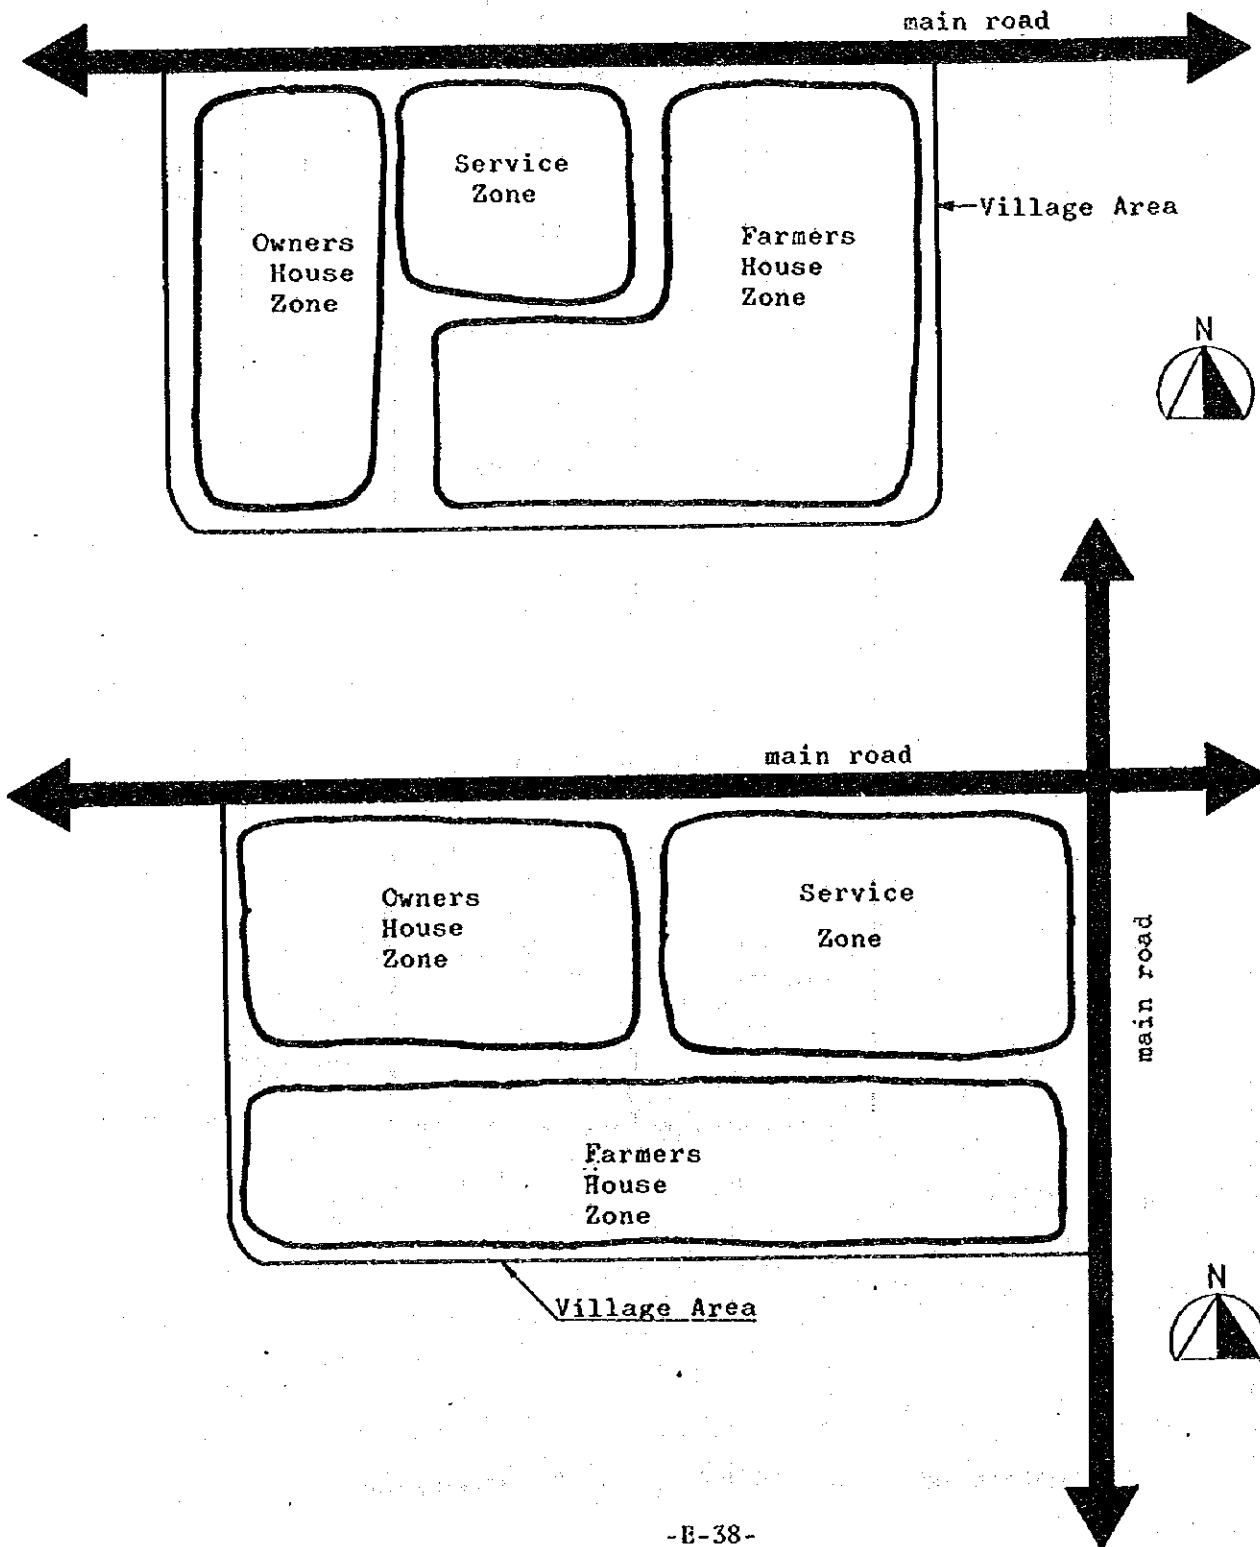 main road
Service
Zone
Village Area
Owners
House
Zone
Farmers
House
Zone
N
main road
Owners
House
Zone
Service
Zone
main road
Farmers
House
Zone
Village Area
N
-E-38-